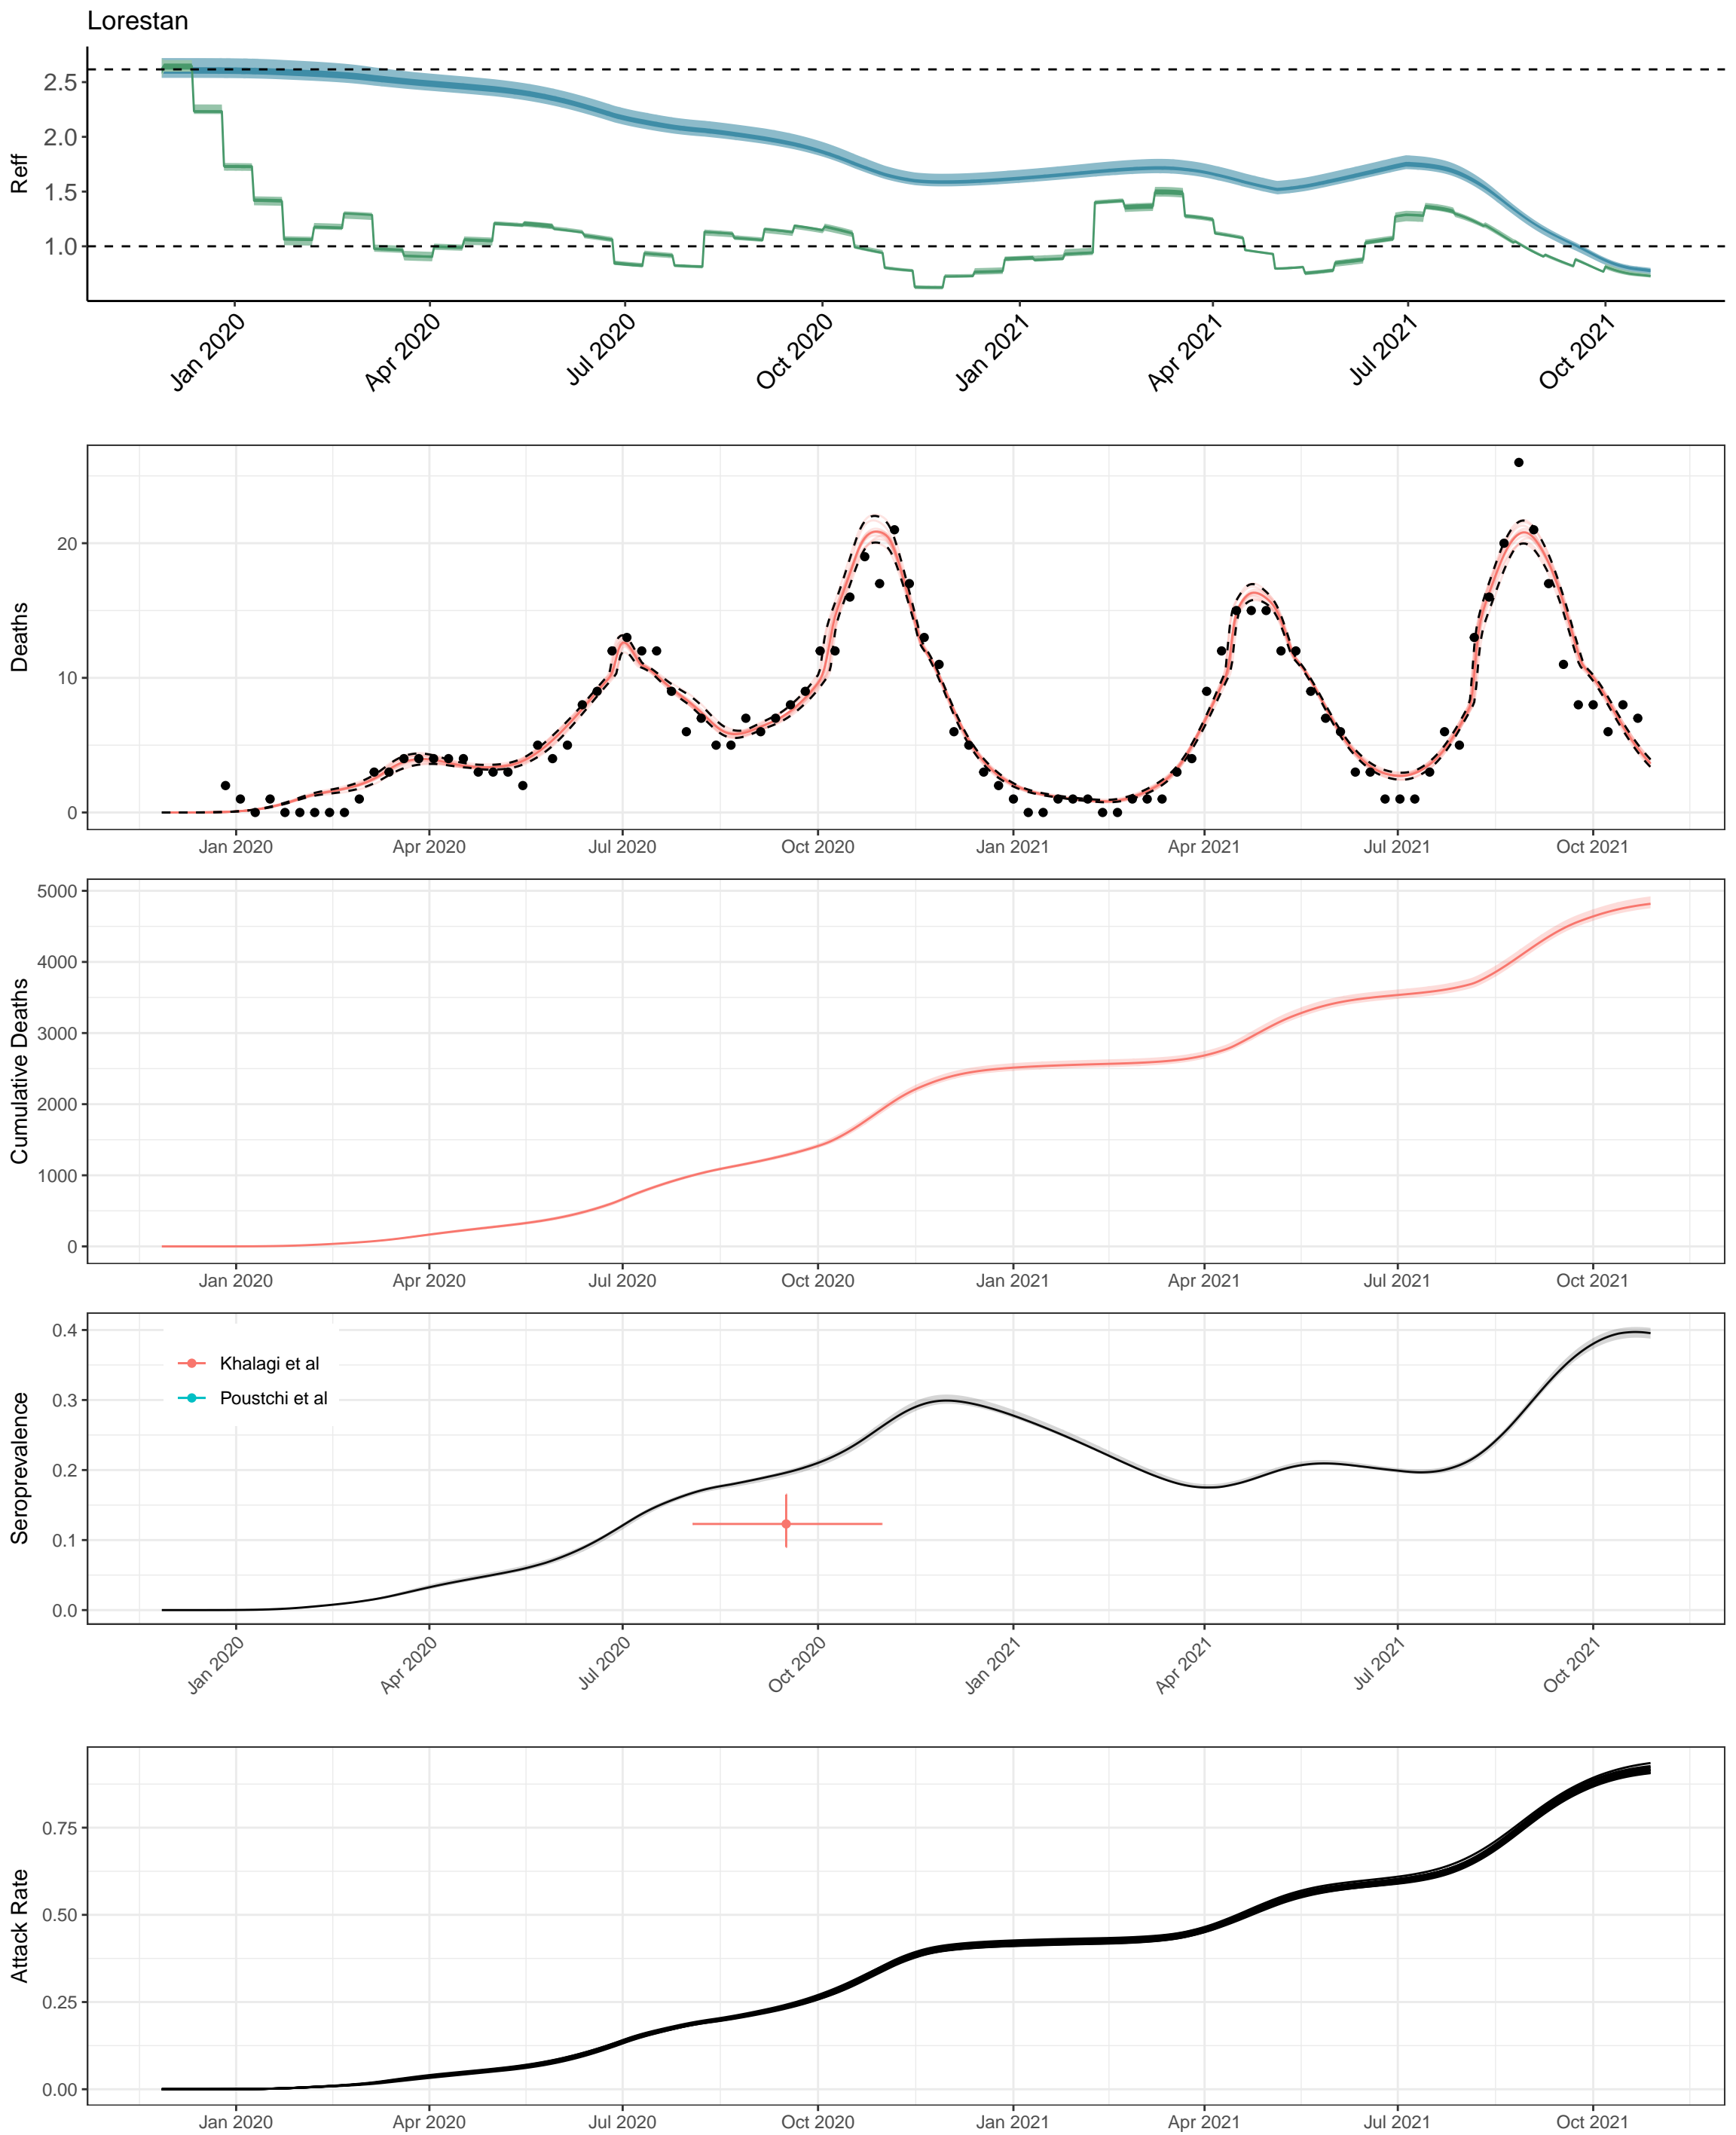 Lorestan
Reff
2.5
2.0
1.5
1.0
Jan 2020
Apr 2020
Jul 2020
Oct 2020
Jan 2021
Apr 2021
Jul 2021
Oct 2021
Deaths
20
10
0
Jan 2020
Apr 2020
Jul 2020
Oct 2020
Jan 2021
Apr 2021
Jul 2021
Oct 2021
Cumulative Deaths
5000
4000
3000
2000
1000
0
Jan 2020
Apr 2020
Jul 2020
Oct 2020
Jan 2021
Apr 2021
Jul 2021
Oct 2021
Seroprevalence
0.4
0.3
0.2
0.1
0.0
Khalagi et al
Poustchi et al
Jan 2020
Apr 2020
Jul 2020
Oct 2020
Jan 2021
Apr 2021
Jul 2021
Oct 2021
Attack Rate
0.75
0.50
0.25
0.00
Jan 2020
Apr 2020
Jul 2020
Oct 2020
Jan 2021
Apr 2021
Jul 2021
Oct 2021